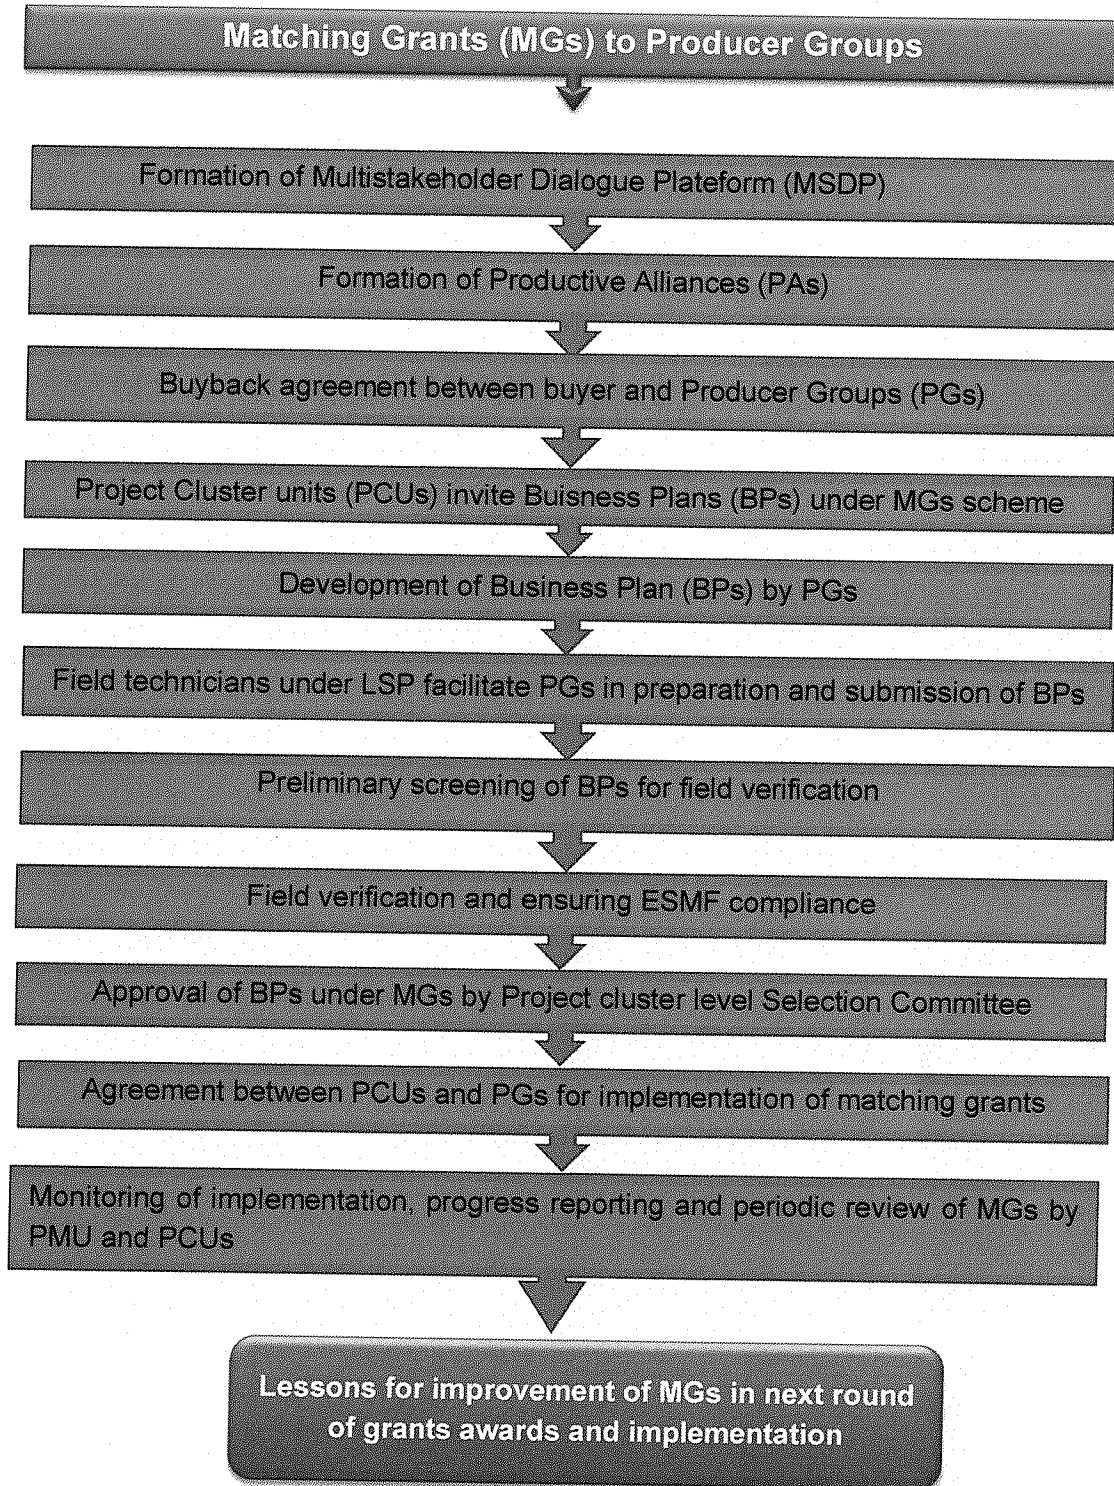 Matching Grants (MGs) to Producer Groups
Formation of Multistakeholder Dialogue Plateform (MSDP)
Formation of Productive Alliances (PAs)
Buyback agreement between buyer and Producer Groups (PGs)
Project Cluster units (PCUs) invite Buisness Plans (BPs) under MGs scheme
Development of Business Plan (BPs) by PGs
Field technicians under LSP facilitate PGs in preparation and submission of BPs
Preliminary screening of BPs for field verification
Field verification and ensuring ESMF compliance
Approval of BPs under MGs by Project cluster level Selection Committee
Agreement between PCUs and PGs for implementation of matching grants
Monitoring of implementation, progress reporting and periodic review of MGs by
PMU and PCUs
Lessons for improvement of MGs in next round
of grants awards and implementation